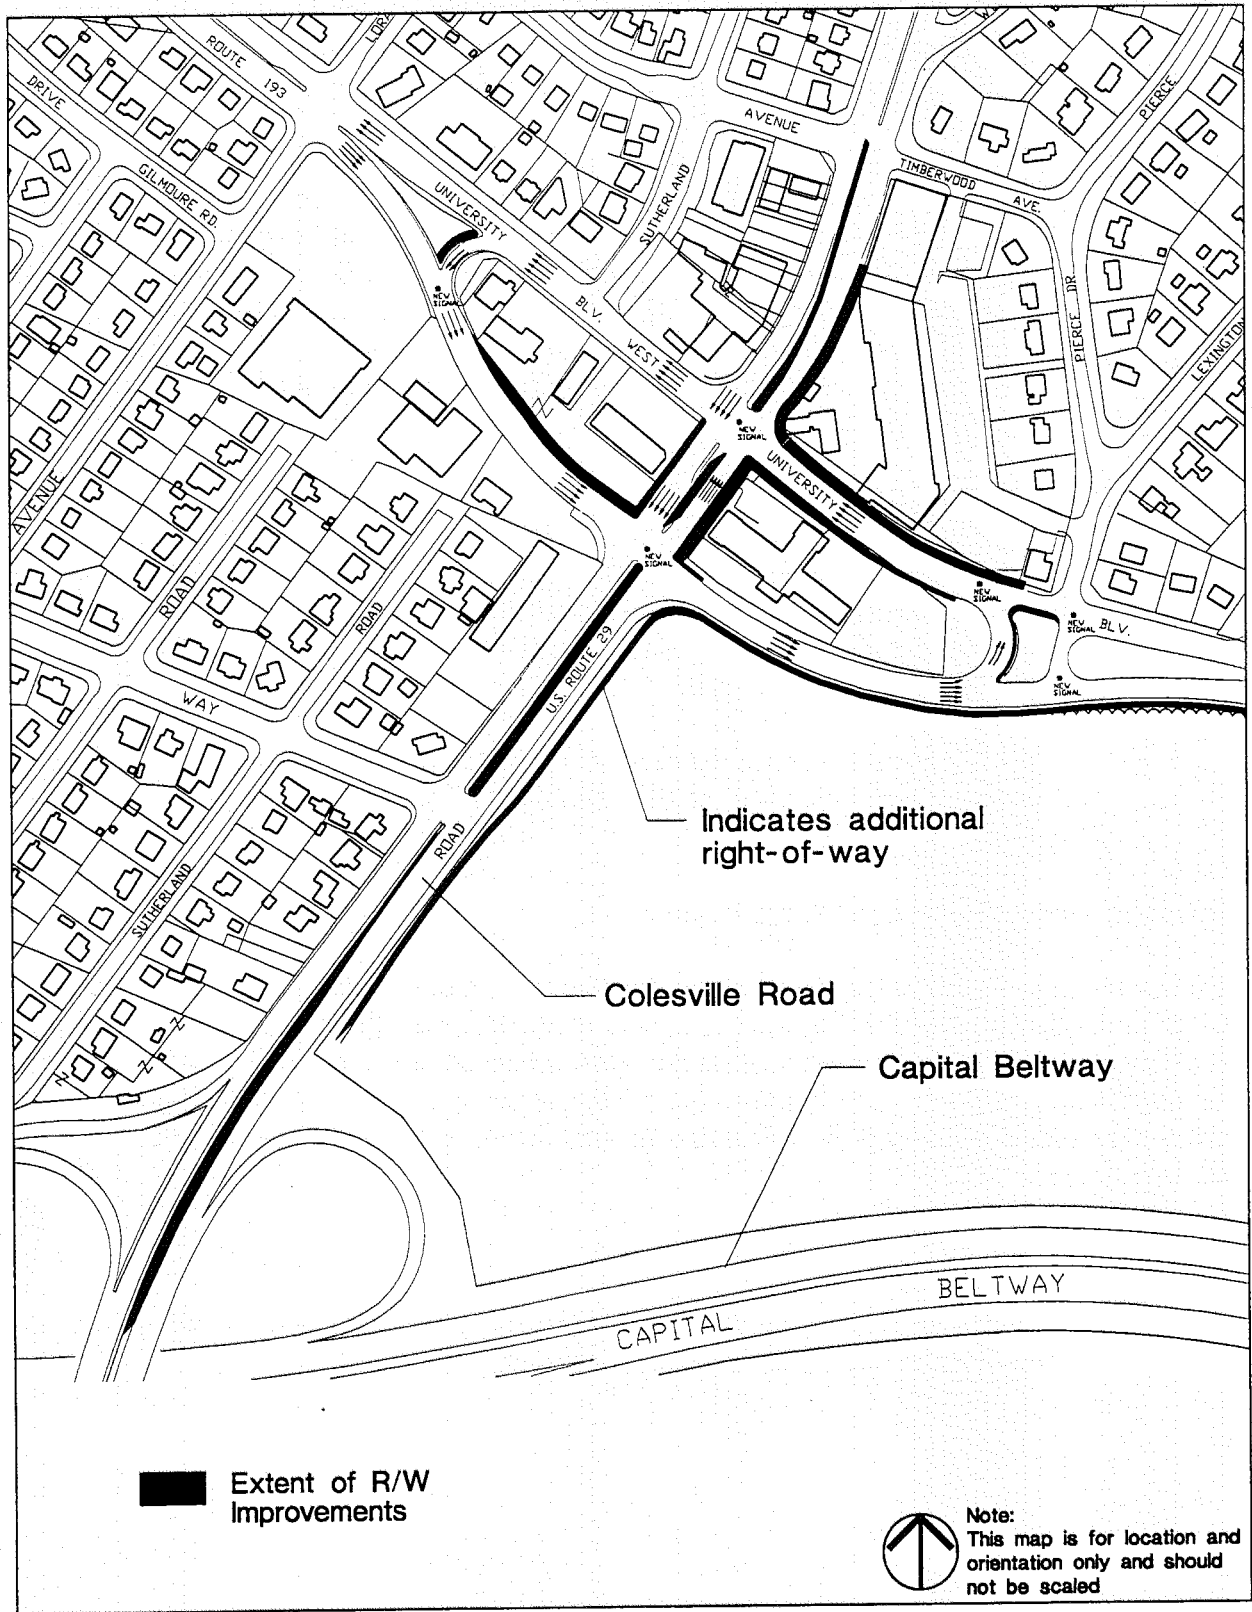 ROUTE 193
LORA
DRIVE
GILMOURE RD.
AVENUE
SUTHERLAND
UNIVERSITY
BLV.
WEST
TIMBERWOOD
AVE.
PIERCE
PIERCE DR
LEXINGTON
NEW
SIGNAL
NEW
SIGNAL
UNIVERSITY
NEW
SIGNAL
NEW
SIGNAL
NEW
SIGNAL
BLV.
NEW
SIGNAL
AVENUE
ROAD
ROAD
WAY
U.S. ROUTE 29
ROAD
SUTHERLAND
Indicates additional
right-of-way
Colesville Road
Capital Beltway
CAPITAL
BELTWAY
Extent of R/W
Improvements
Note:
This map is for location and
orientation only and should
not be scaled